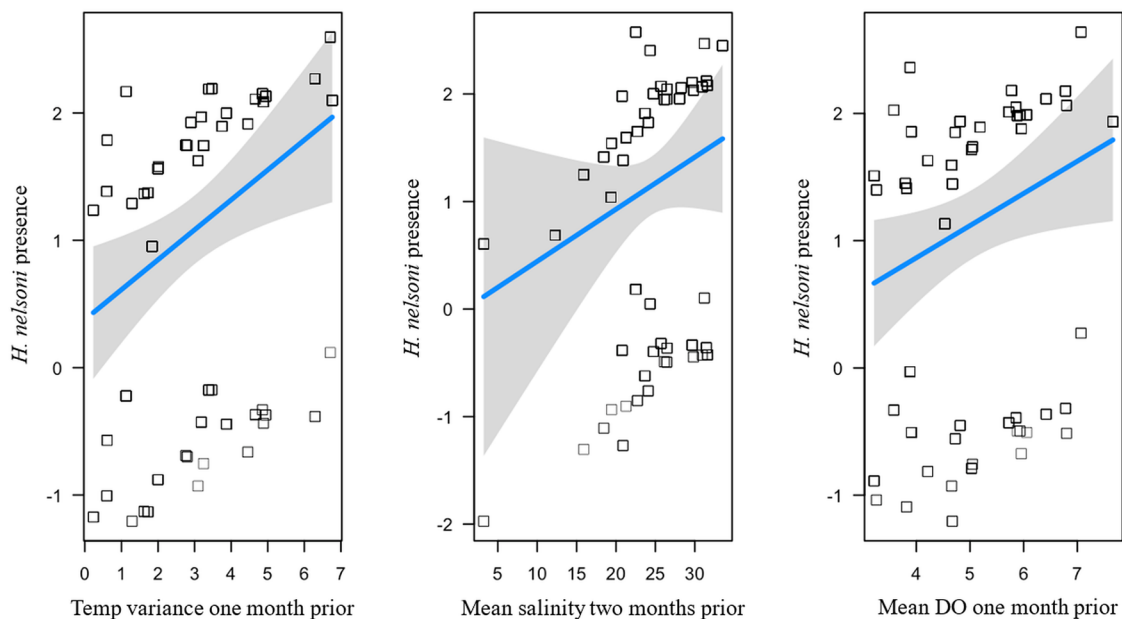 H. nelsoni presence
2
1
0
-1
0 1 2 3 4 5 6 7
Temp variance one month prior
H. nelsoni presence
2
1
0
-1
-2
5 10 15 20 25 30
Mean salinity two months prior
H. nelsoni presence
2
1
0
-1
4 5 6 7
Mean DO one month prior